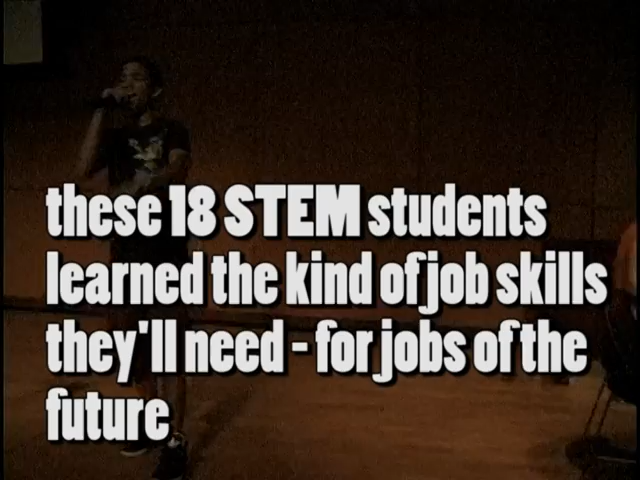 these 18 STEM students
learned the kind of job skills
they'll need - for jobs of the
future